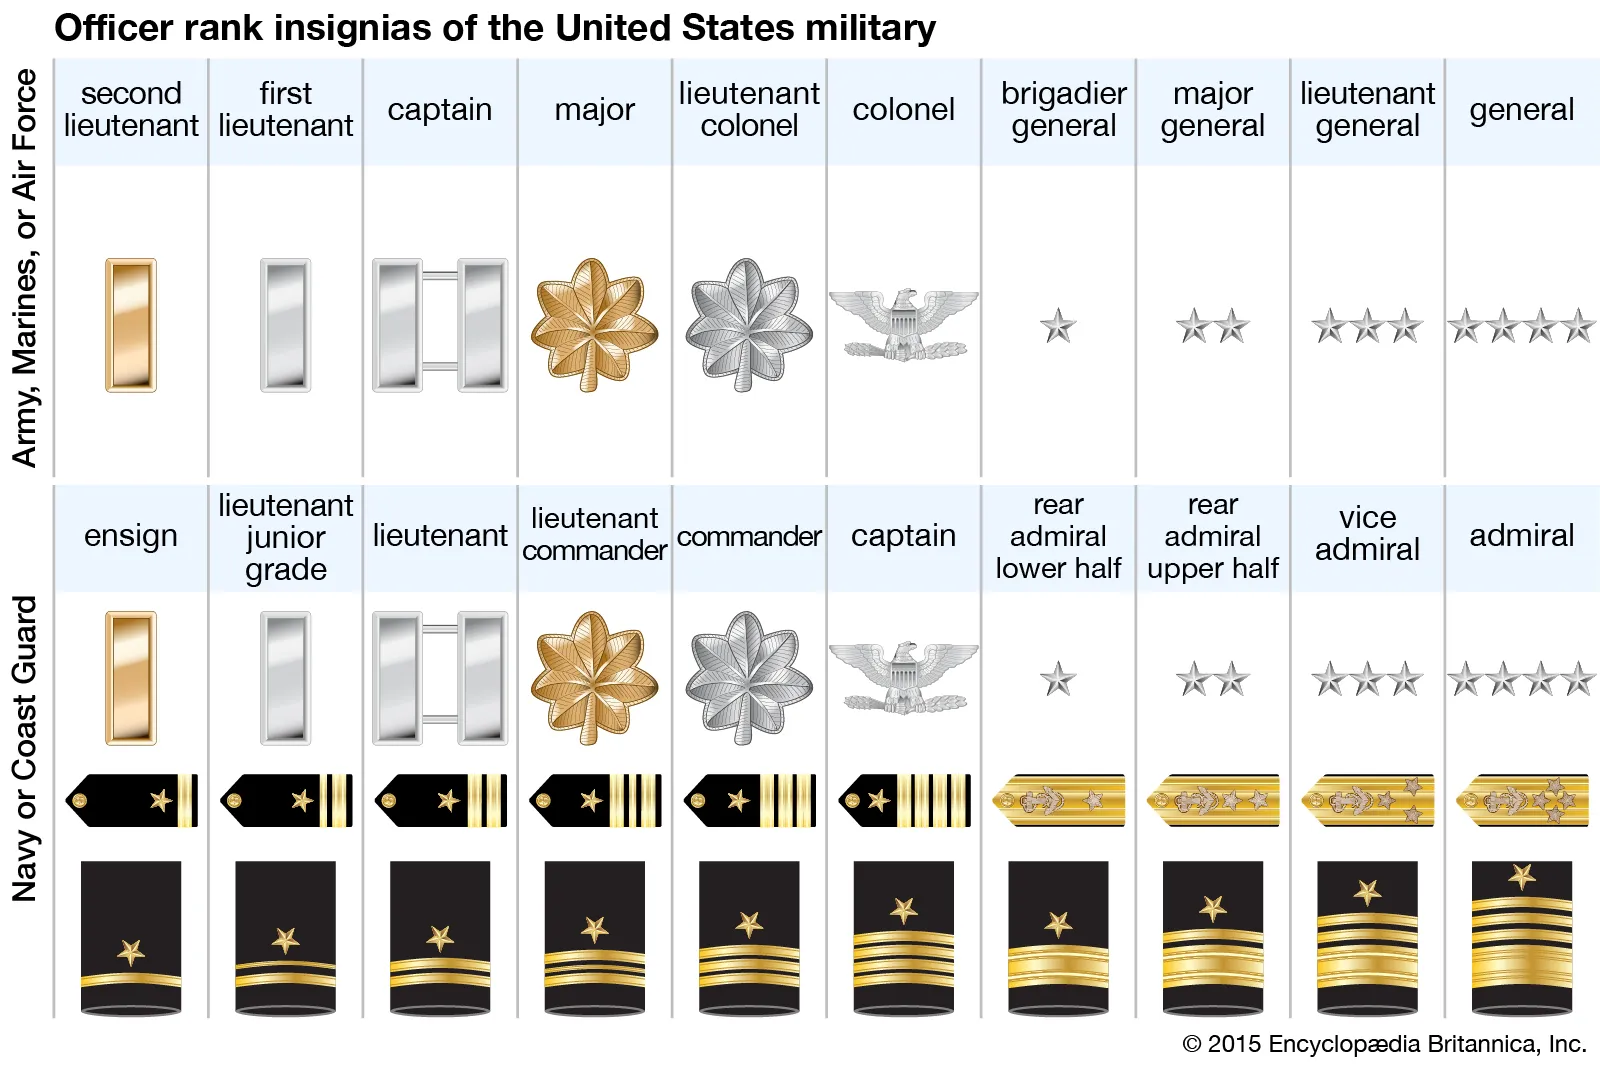 Officer rank insignias of the United States military
Army, Marines, or Air Force
second
lieutenant
first
lieutenant
captain
major
lieutenant
colonel
colonel
brigadier
general
major
general
lieutenant
general
general
Navy or Coast Guard
ensign
lieutenant
junior
grade
lieutenant
lieutenant
commander
commander
captain
rear
admiral
lower half
rear
admiral
upper half
vice
admiral
admiral
© 2015 Encyclopædia Britannica, Inc.